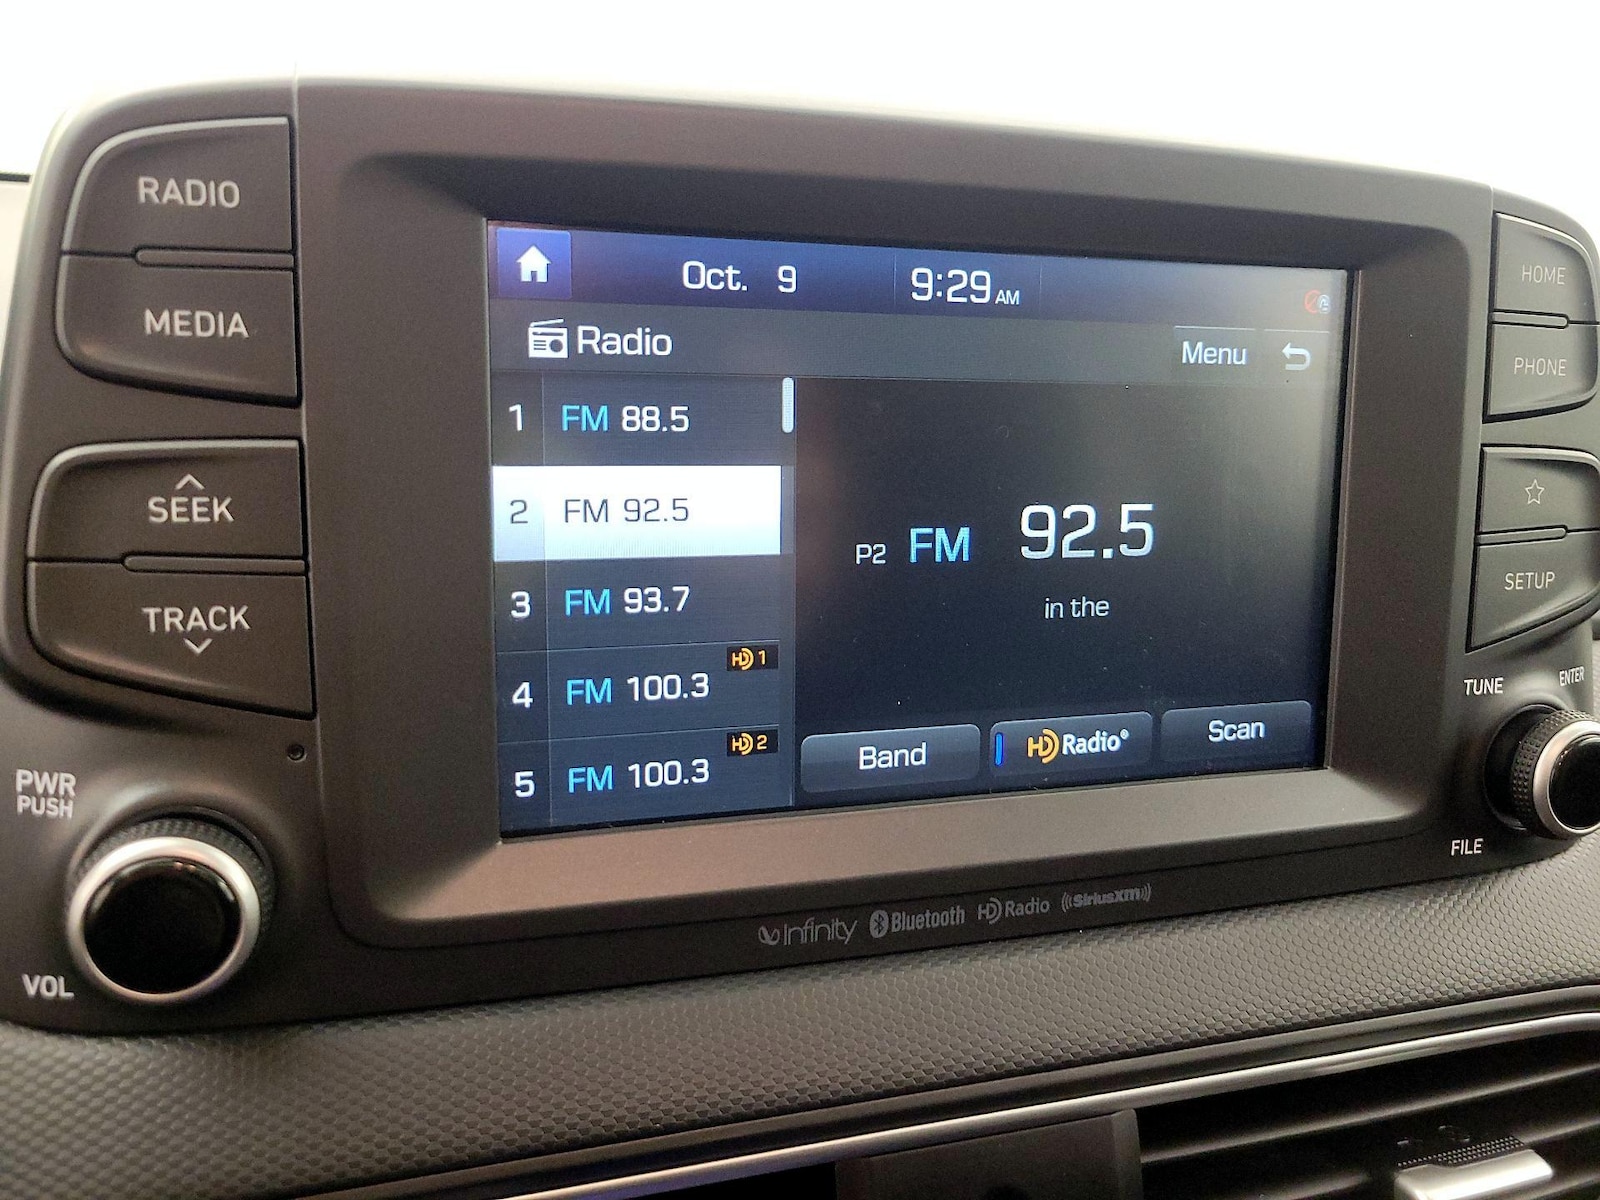 RADIO
MEDIA
SEEK
TRACK
PWR
PUSH
VOL
Oct. 9 9:29 AM
Radio
Menu
1 FM 88.5
2 FM 92.5
3 FM 93.7
4 FM 100.3 HD 1
5 FM 100.3 HD 2
P2 FM 92.5
in the
Band HD Radio® Scan
Infinity Bluetooth HD Radio ((SiriusXM))
HOME
PHONE
SETUP
TUNE
ENTER
FILE